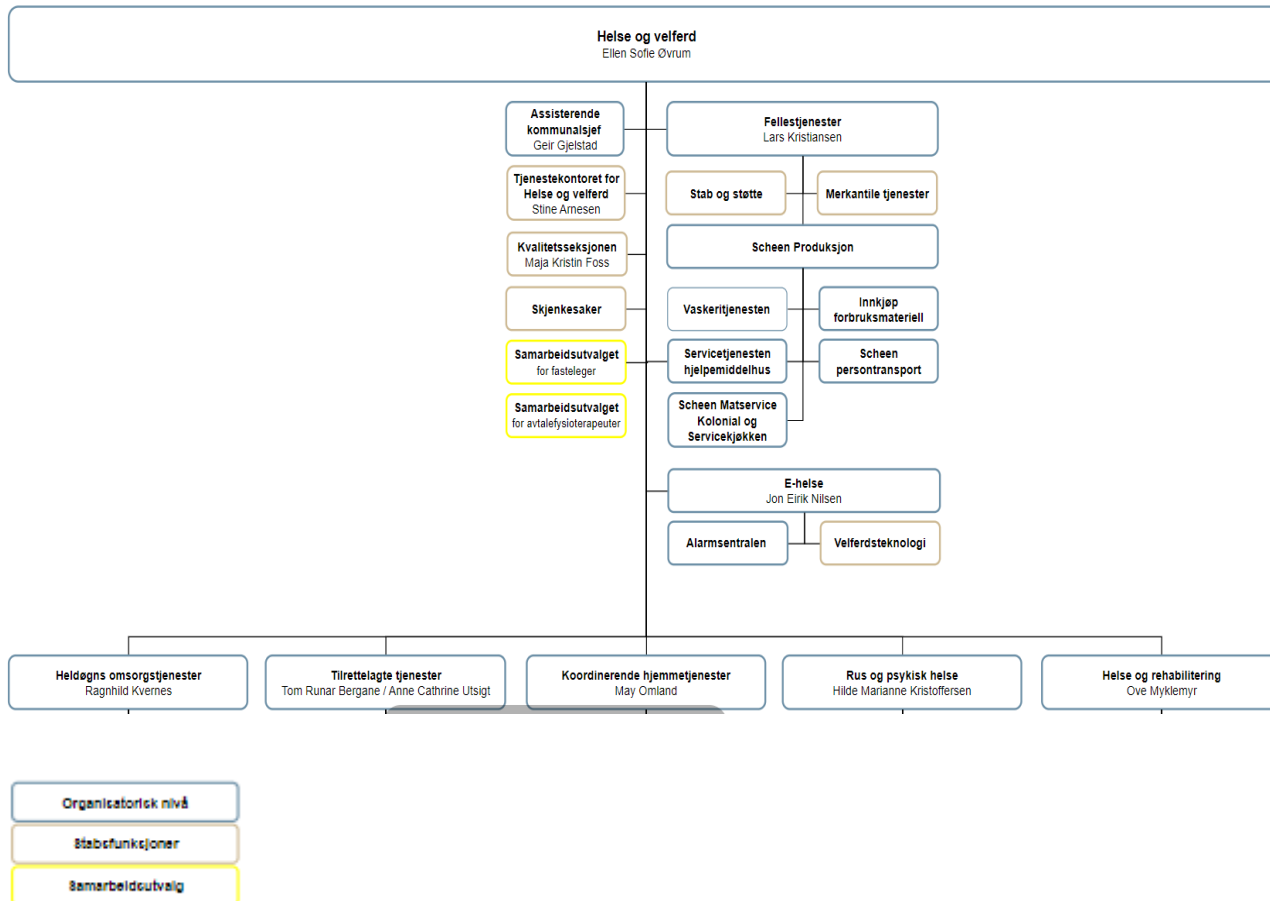 Helse og velferd
Ellen Sofie Øvrum
Assisterende
kommunalsjef
Geir Gjelstad
Fellestjenester
Lars Kristiansen
Tjenestekontoret for
Helse og velferd
Stine Arnesen
Stab og støtte
Merkantile tjenester
Kvalitetsseksjonen
Maja Kristin Foss
Scheen Produksjon
Skjenkesaker
Vaskeritjenesten
Innkjøp
forbruksmateriell
Samarbeidsutvalget
for fasteleger
Servicetjenesten
hjelpemiddelhus
Scheen
persontransport
Samarbeidsutvalget
for avtalefysioterapeuter
Scheen Matservice
Kolonial og
Servicekjøkken
E-helse
Jon Eirik Nilsen
Alarmsentralen
Velferdsteknologi
Heldøgns omsorgstjenester
Ragnhild Kvernes
Tilrettelagte tjenester
Tom Runar Bergane / Anne Cathrine Utsigt
Koordinerende hjemmetjenester
May Omland
Rus og psykisk helse
Hilde Marianne Kristoffersen
Helse og rehabilitering
Ove Myklemyr
Organisatorisk nivå
Stabsfunksjoner
Samarbeidsutvalg